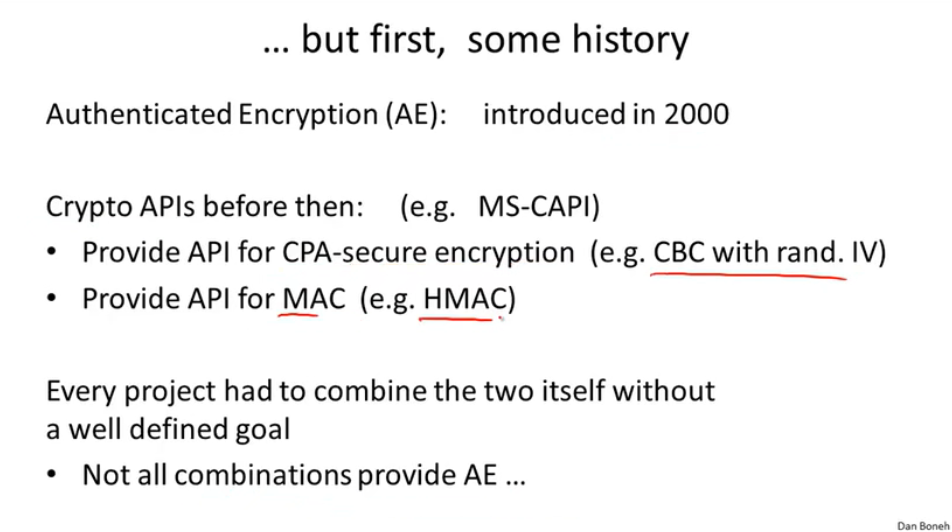 … but first, some history
Authenticated Encryption (AE): introduced in 2000
Crypto APIs before then: (e.g. MS-CAPI)
• Provide API for CPA-secure encryption (e.g. CBC with rand. IV)
• Provide API for MAC (e.g. HMAC)
Every project had to combine the two itself without
a well defined goal
• Not all combinations provide AE …
Dan Boneh